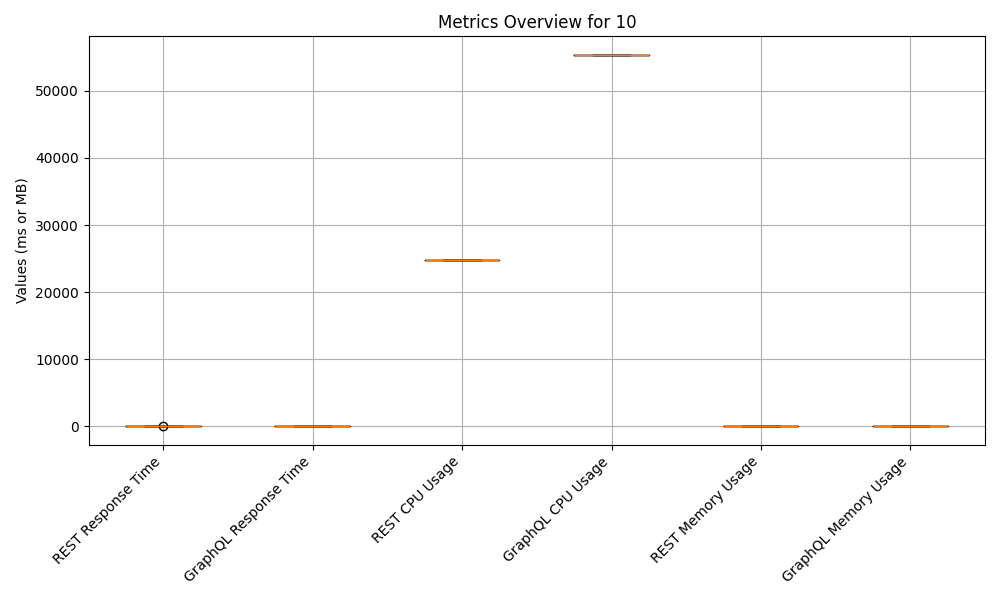 Metrics Overview for 10
Values (ms or MB)
50000
40000
30000
20000
10000
0
REST Response Time
GraphQL Response Time
REST CPU Usage
GraphQL CPU Usage
REST Memory Usage
GraphQL Memory Usage